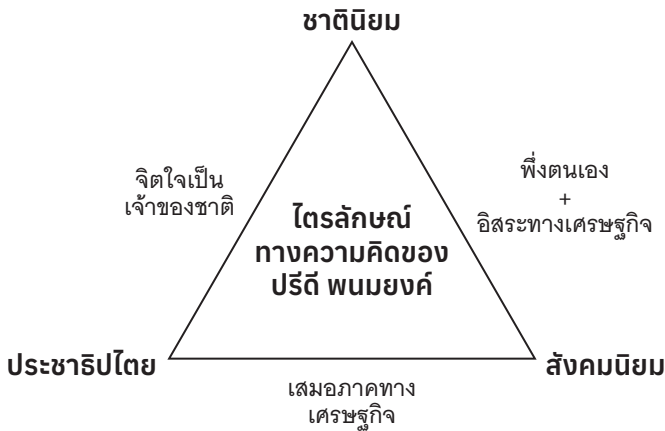 ชาตินิยม
จิตใจเป็น
เจ้าของชาติ
พึ่งตนเอง
+
อิสระทางเศรษฐกิจ
ไตรลักษณ์
ทางความคิดของ
ปรีดี พนมยงค์
ประชาธิปไตย
สังคมนิยม
เสมอภาคทาง
เศรษฐกิจ